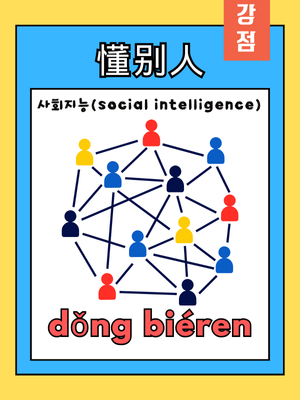 강
점
懂别人
사회지능(social intelligence)
dǒng biéren